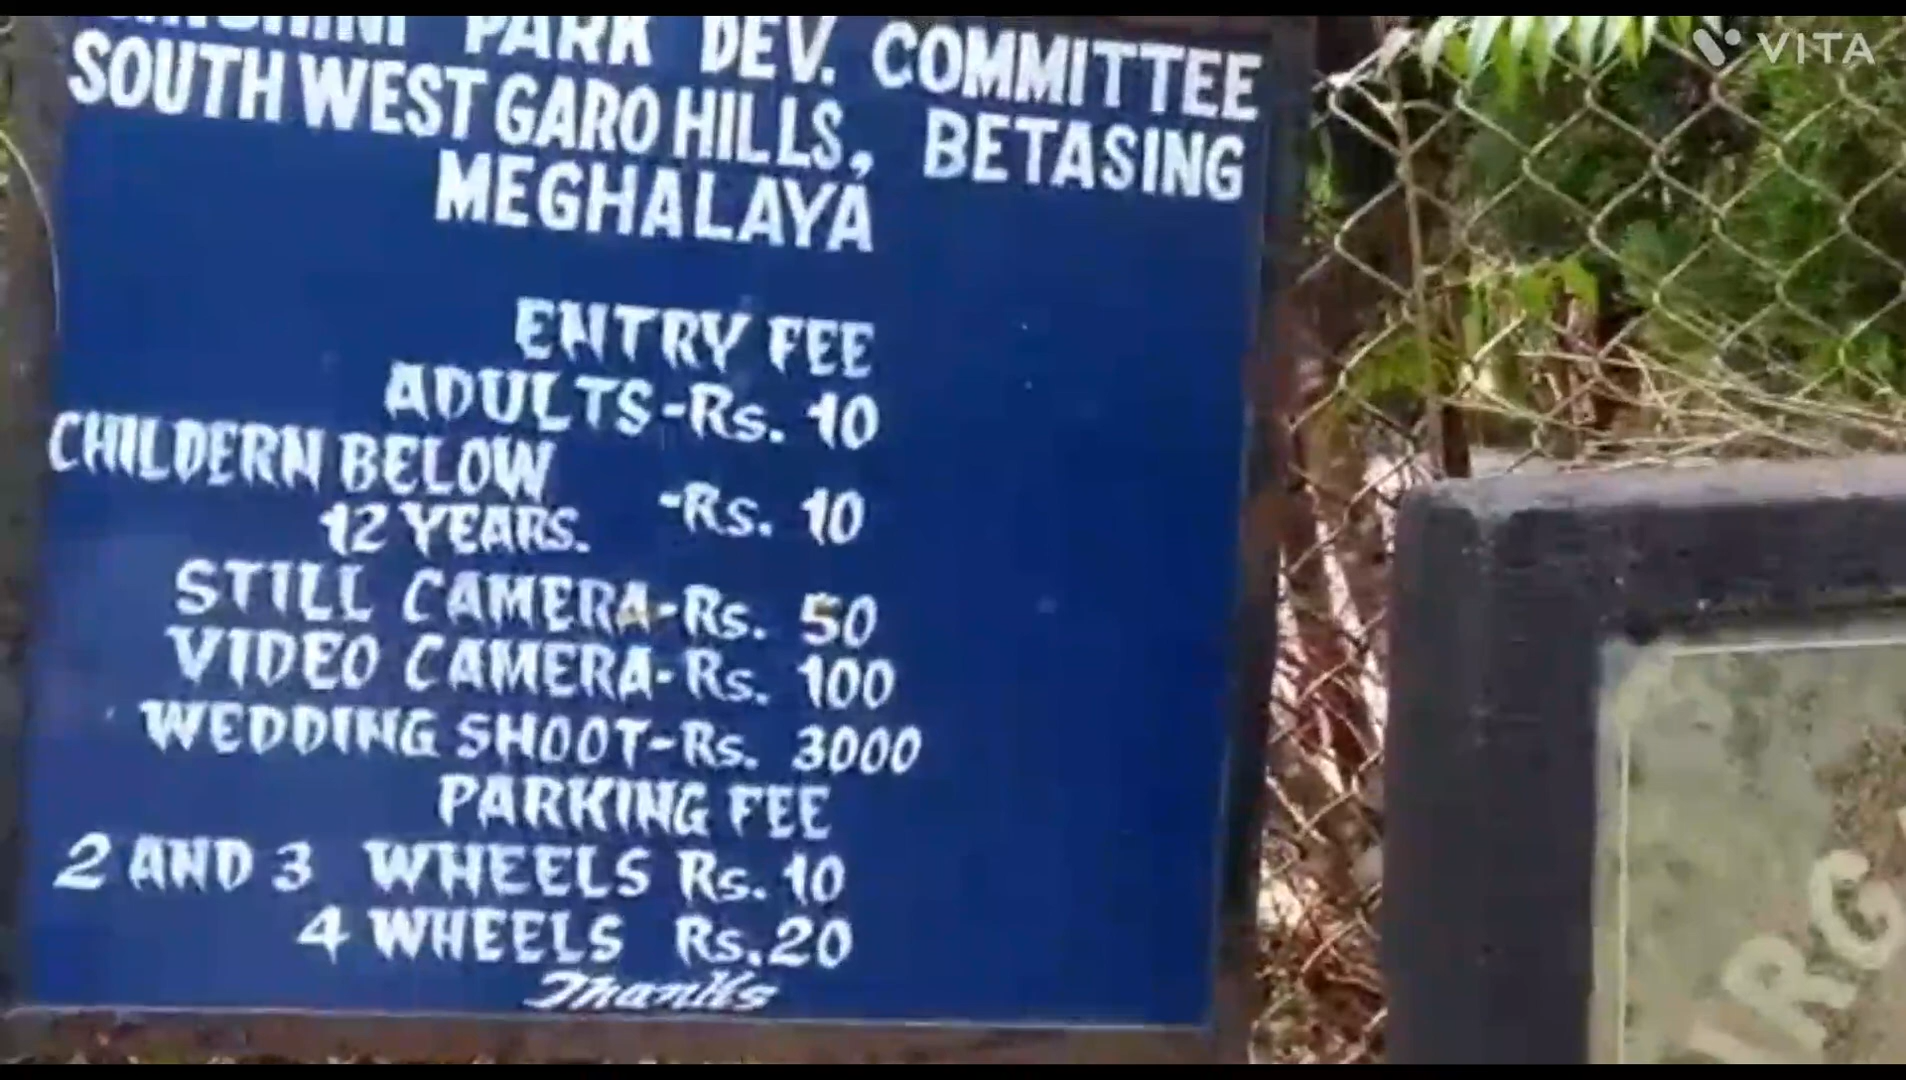 PARK DEV. COMMITTEE
SOUTH WEST GARO HILLS, BETASING
MEGHALAYA
ENTRY FEE
ADULTS-Rs. 10
CHILDERN BELOW
12 YEARS. -Rs. 10
STILL CAMERA-Rs. 50
VIDEO CAMERA-Rs. 100
WEDDING SHOOT-Rs. 3000
PARKING FEE
2 AND 3 WHEELS Rs. 10
4 WHEELS Rs.20
Thanks
VITA